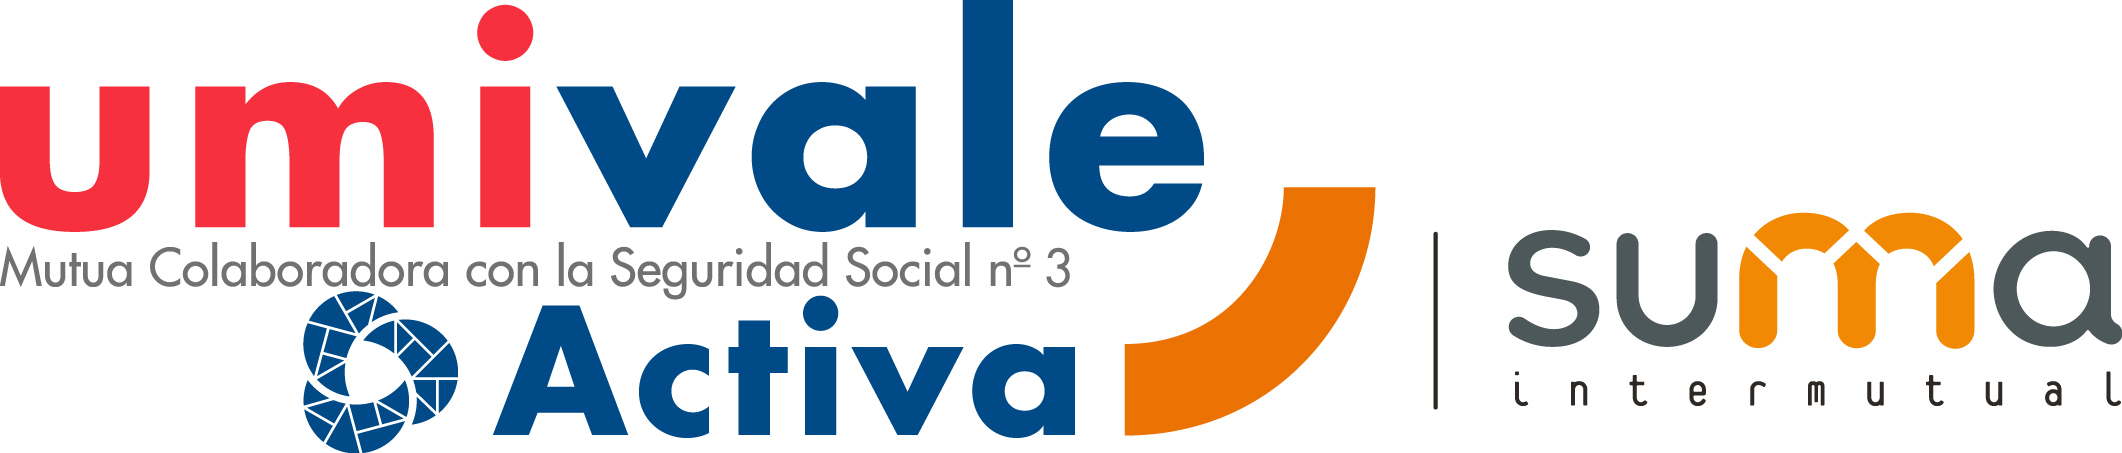 umivale
Mutua Colaboradora con la Seguridad Social nº 3
Activa
suma
intermutual